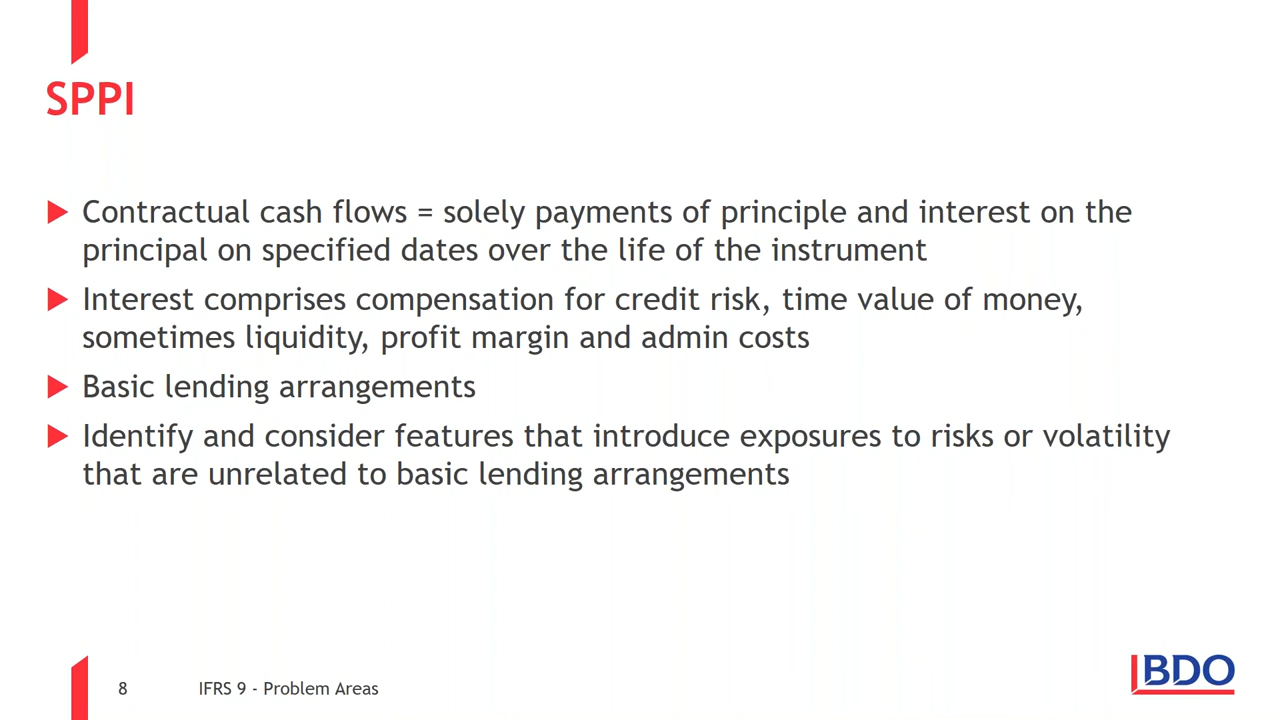 SPPI
Contractual cash flows = solely payments of principle and interest on the
principal on specified dates over the life of the instrument
Interest comprises compensation for credit risk, time value of money,
sometimes liquidity, profit margin and admin costs
Basic lending arrangements
Identify and consider features that introduce exposures to risks or volatility
that are unrelated to basic lending arrangements
8 IFRS 9 - Problem Areas
BDO